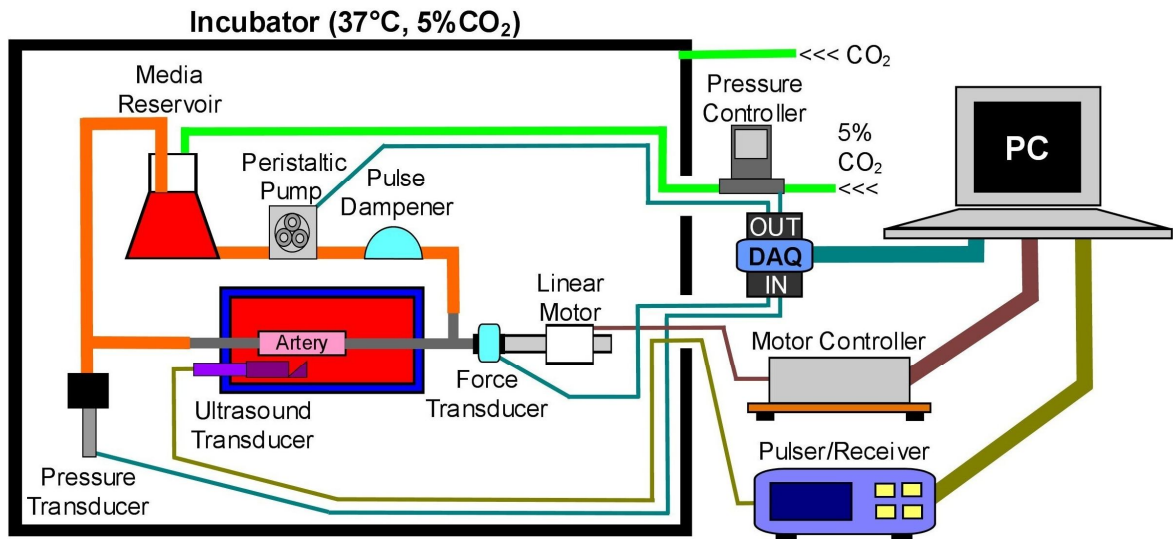 Incubator (37°C, 5%CO₂)
<<< CO₂
Media
Reservoir
Pressure
Controller
5%
CO₂
<<<
PC
Peristaltic
Pump
Pulse
Dampener
OUT
DAQ
IN
Linear
Motor
Artery
Motor Controller
Force
Transducer
Ultrasound
Transducer
Pulser/Receiver
Pressure
Transducer